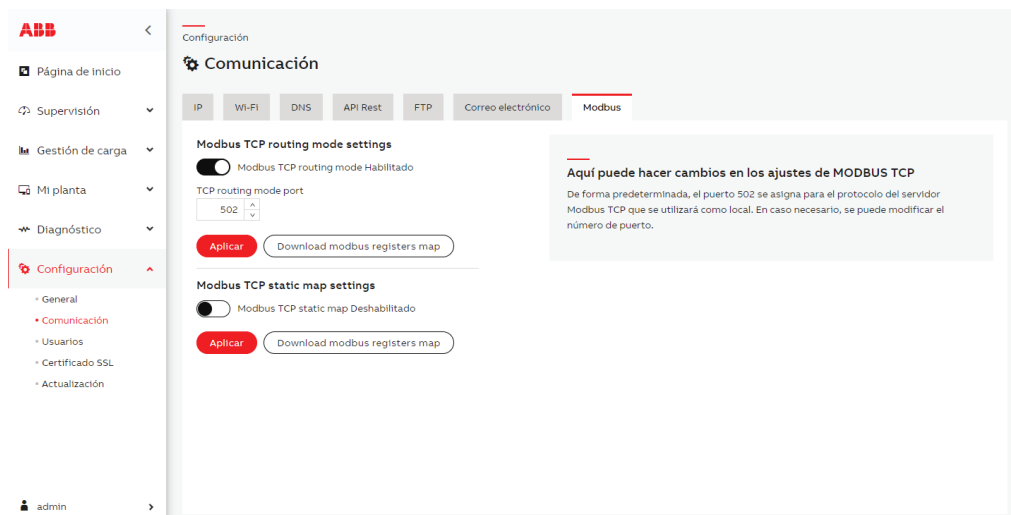 ABB
Página de inicio
Supervisión
Gestión de carga
Mi planta
Diagnóstico
Configuración
General
Comunicación
Usuarios
Certificado SSL
Actualización
admin
Configuración
Comunicación
IP Wi-Fi DNS API Rest FTP Correo electrónico Modbus
Modbus TCP routing mode settings
Modbus TCP routing mode Habilitado
TCP routing mode port
502
Aplicar Download modbus registers map
Modbus TCP static map settings
Modbus TCP static map Deshabilitado
Aplicar Download modbus registers map
Aquí puede hacer cambios en los ajustes de MODBUS TCP
De forma predeterminada, el puerto 502 se asigna para el protocolo del servidor
Modbus TCP que se utilizará como local. En caso necesario, se puede modificar el
número de puerto.